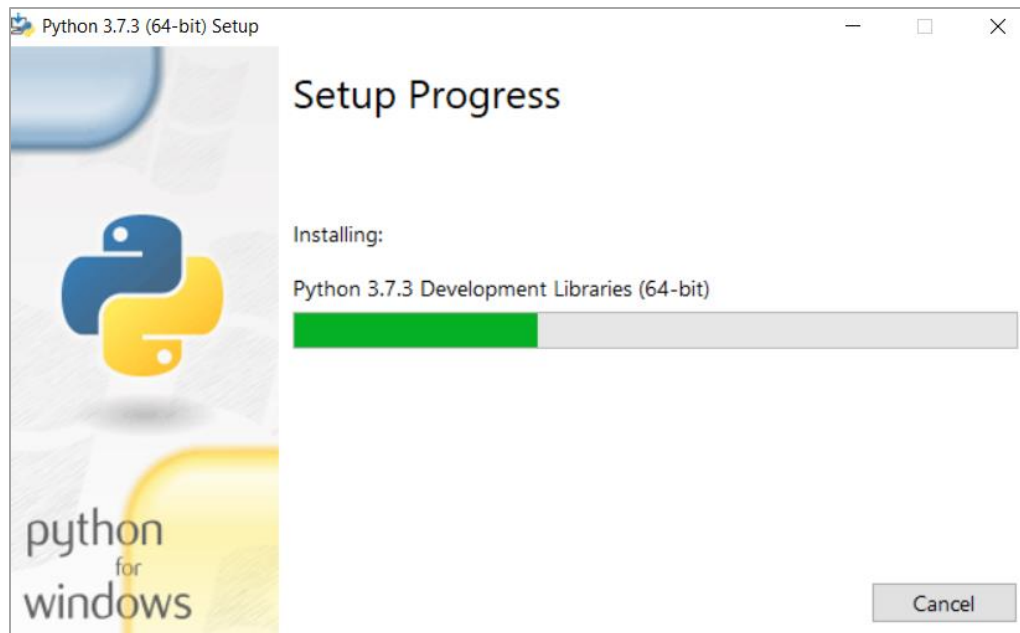 Python 3.7.3 (64-bit) Setup
Setup Progress
Installing:
Python 3.7.3 Development Libraries (64-bit)
python
for
windows
Cancel